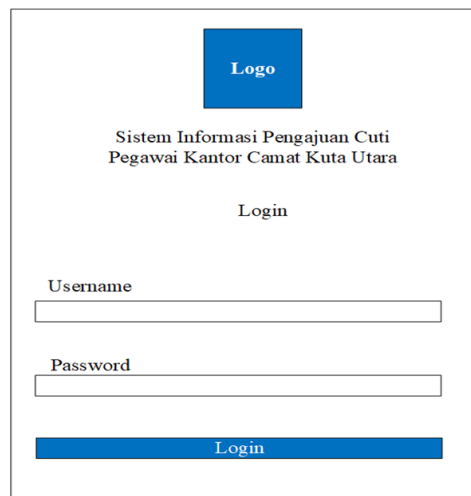 Logo
Sistem Informasi Pengajuan Cuti
Pegawai Kantor Camat Kuta Utara
Login
Username
Password
Login